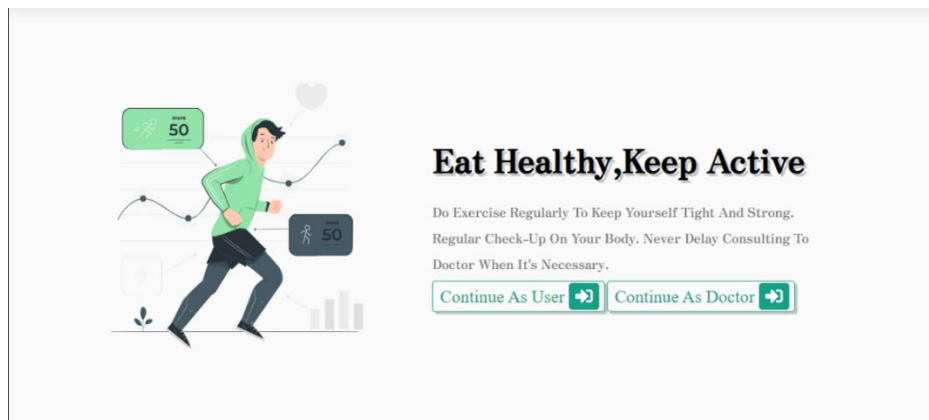 more
50
50
Eat Healthy,Keep Active
Do Exercise Regularly To Keep Yourself Tight And Strong.
Regular Check-Up On Your Body. Never Delay Consulting To
Doctor When It's Necessary.
Continue As User
Continue As Doctor